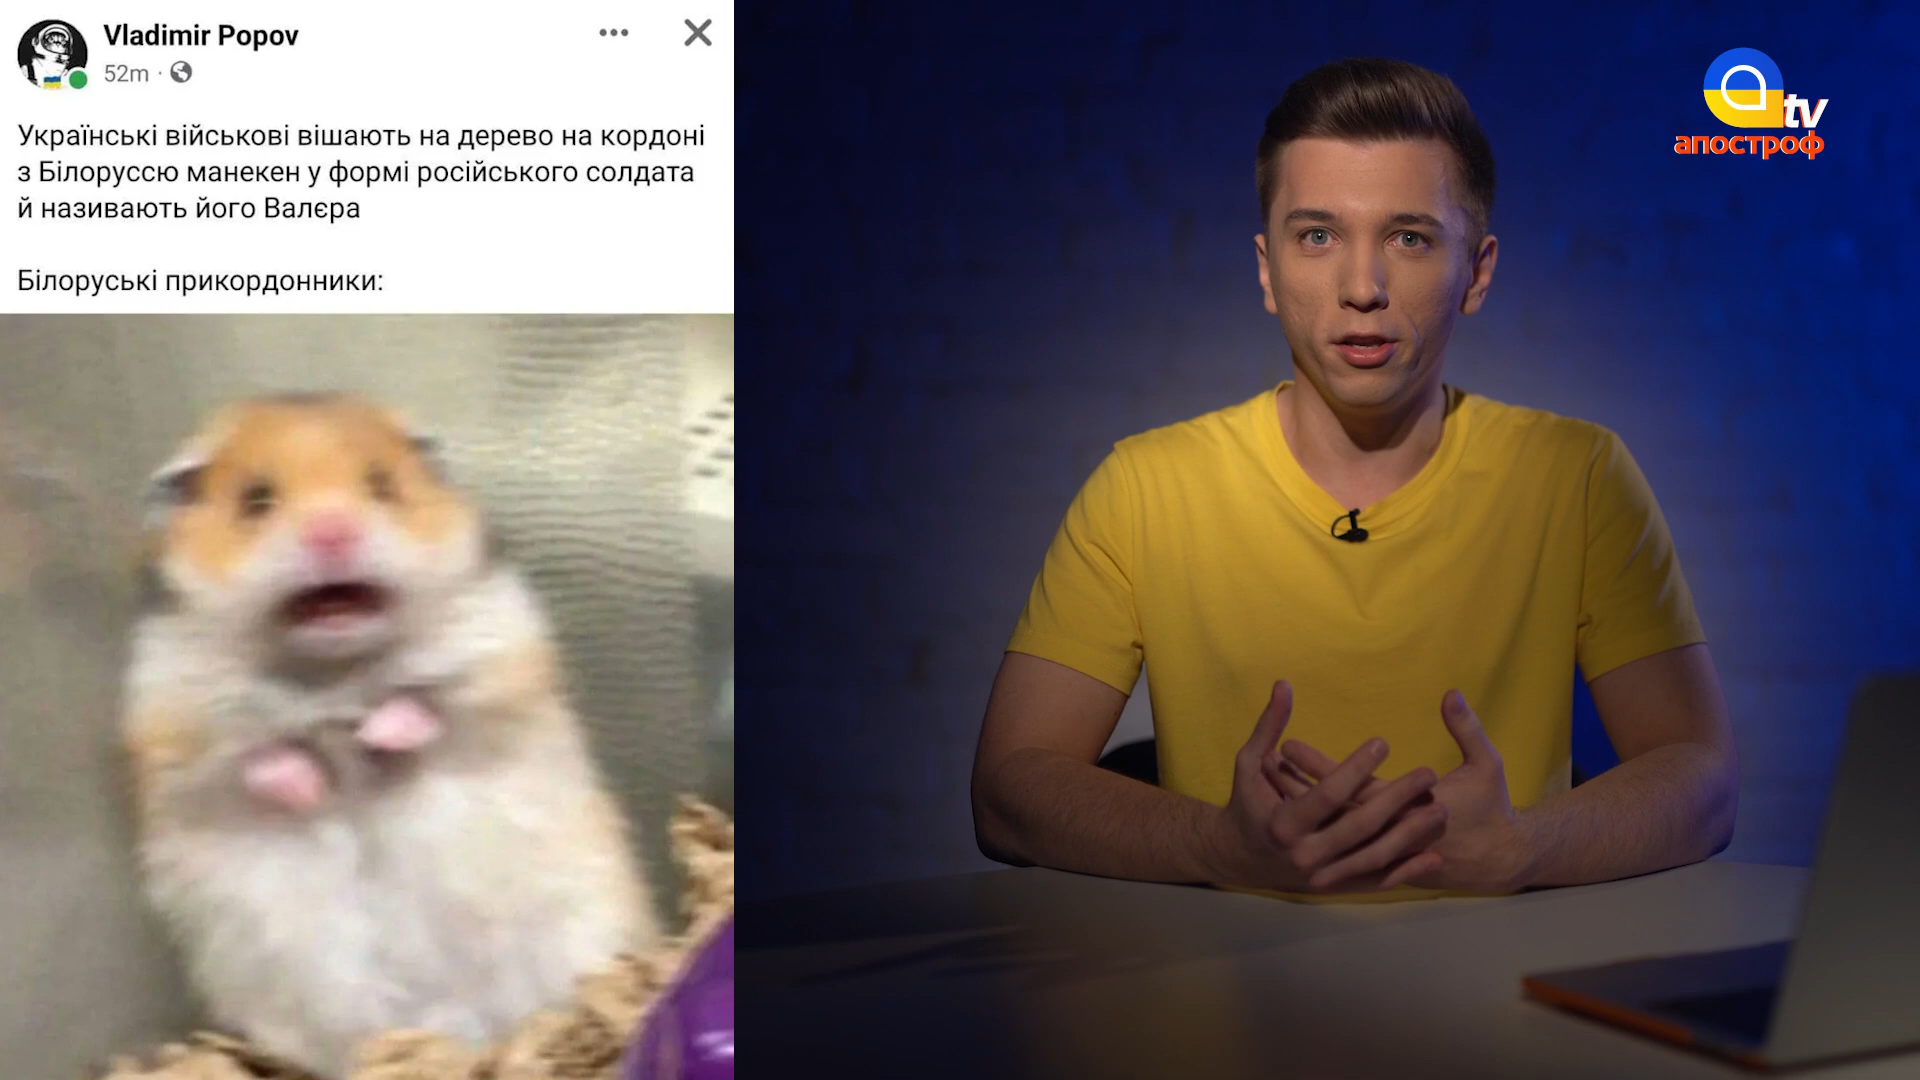 Vladimir Popov
52m ·
Українські військові вішають на дерево на кордоні
з Білоруссю манекен у формі російського солдата
й називають його Валєра
Білоруські прикордонники:
tv
апостроф